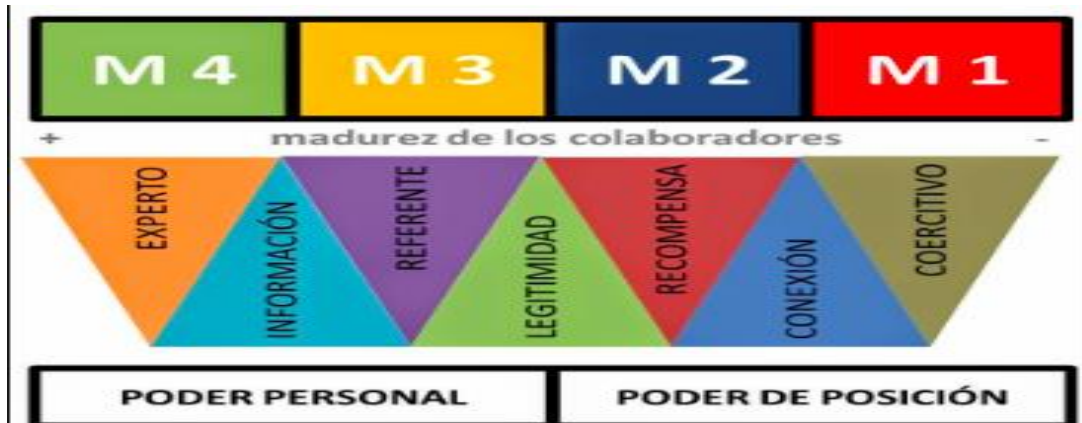 M 4 M 3 M 2 M 1
+ madurez de los colaboradores -
EXPERTO
INFORMACIÓN
REFERENTE
LEGITIMIDAD
RECOMPENSA
CONEXIÓN
COERCITIVO
PODER PERSONAL PODER DE POSICIÓN